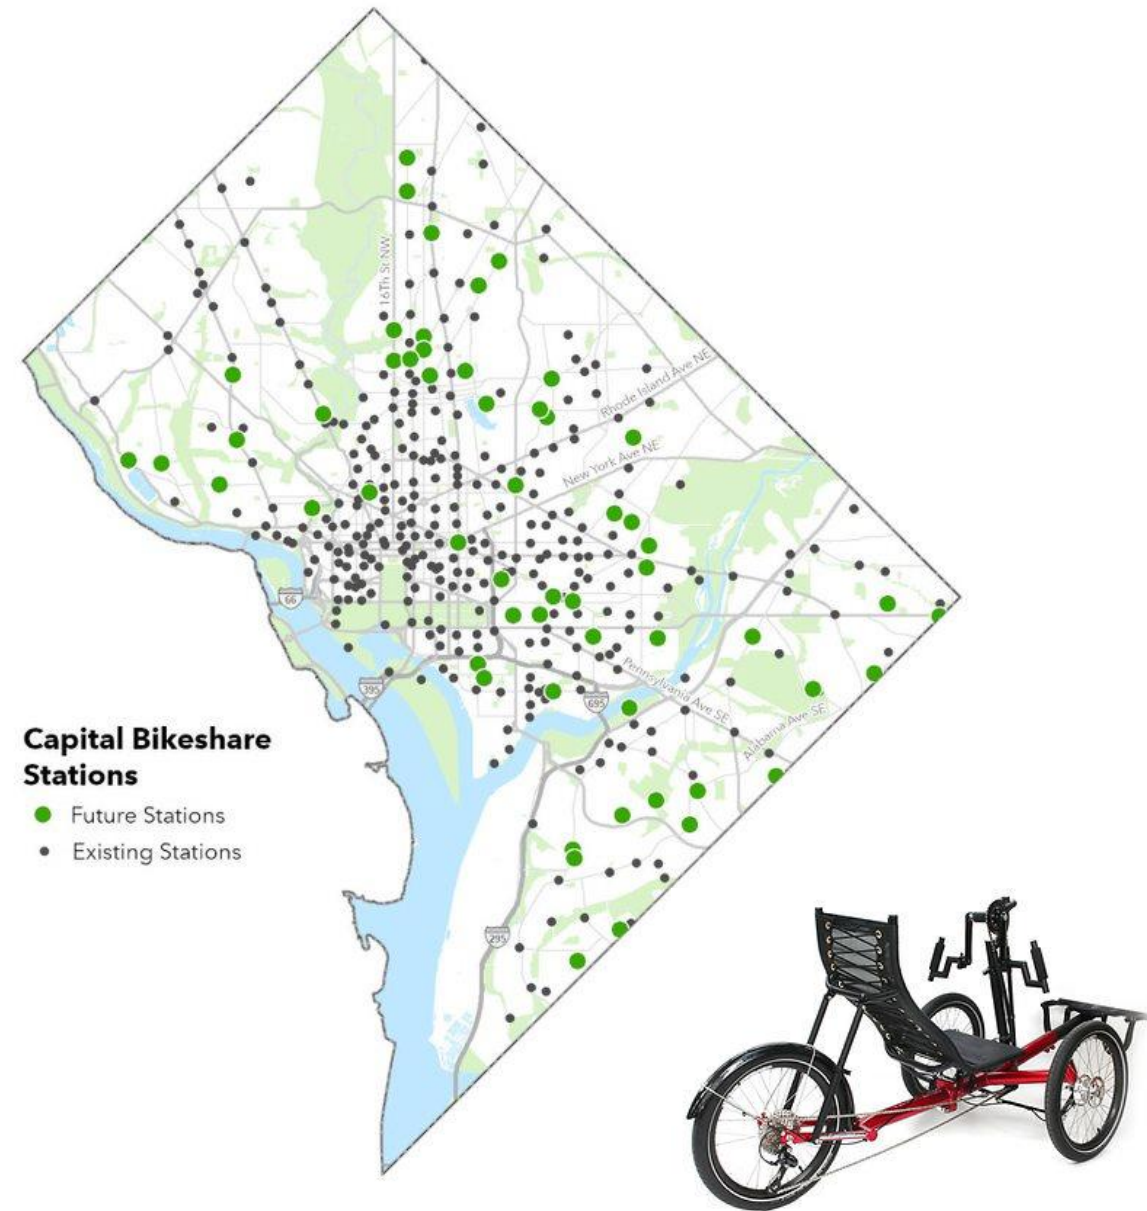 16Th St NW
Rhode Island Ave NE
New York Ave NE
66
395
695
Pennsylvania Ave SE
Alabama Ave SE
Capital Bikeshare
Stations
Future Stations
Existing Stations
295